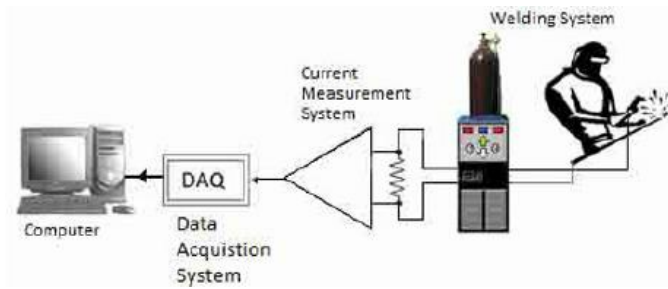 Welding System
Current
Measurement
System
DAQ
Computer
Data
Acquistion
System